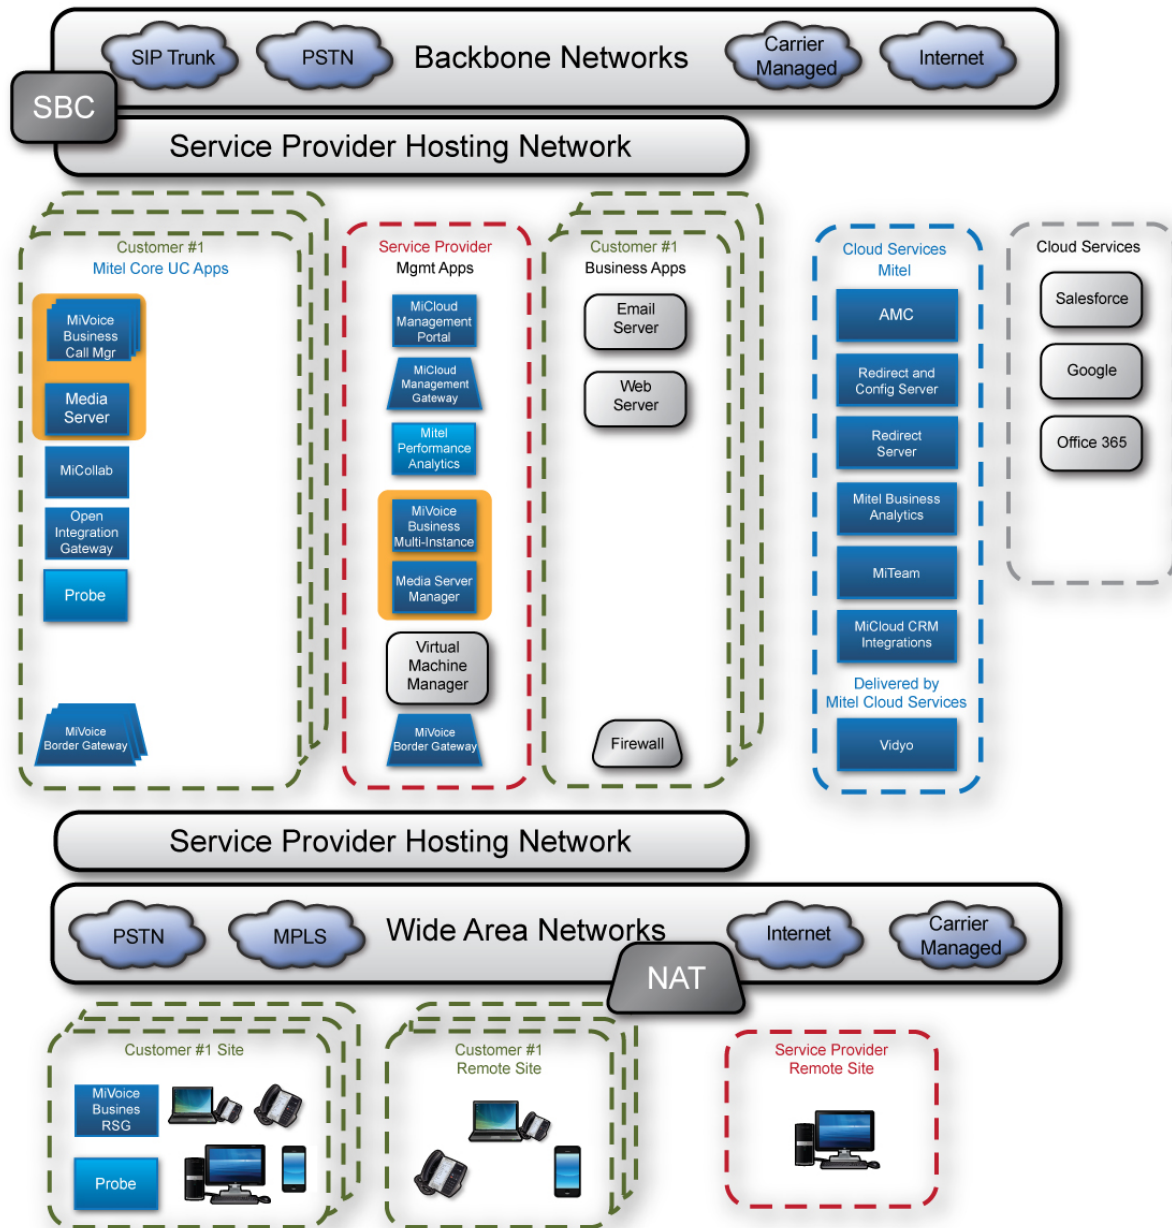 SIP Trunk
PSTN
Backbone Networks
Carrier
Managed
Internet
SBC
Service Provider Hosting Network
Customer #1
Mitel Core UC Apps
MiVoice
Business
Call Mgr
Media
Server
MiCollab
Open
Integration
Gateway
Probe
MiVoice
Border Gateway
Service Provider
Mgmt Apps
MiCloud
Management
Portal
MiCloud
Management
Gateway
Mitel
Performance
Analytics
MiVoice
Business
Multi-Instance
Media Server
Manager
Virtual
Machine
Manager
MiVoice
Border Gateway
Customer #1
Business Apps
Email
Server
Web
Server
Firewall
Cloud Services
Mitel
AMC
Redirect and
Config Server
Redirect
Server
Mitel Business
Analytics
MiTeam
MiCloud CRM
Integrations
Delivered by
Mitel Cloud Services
Vidyo
Cloud Services
Salesforce
Google
Office 365
Service Provider Hosting Network
PSTN
MPLS
Wide Area Networks
Internet
Carrier
Managed
NAT
Customer #1 Site
MiVoice
Busines
RSG
Probe
Customer #1
Remote Site
Service Provider
Remote Site